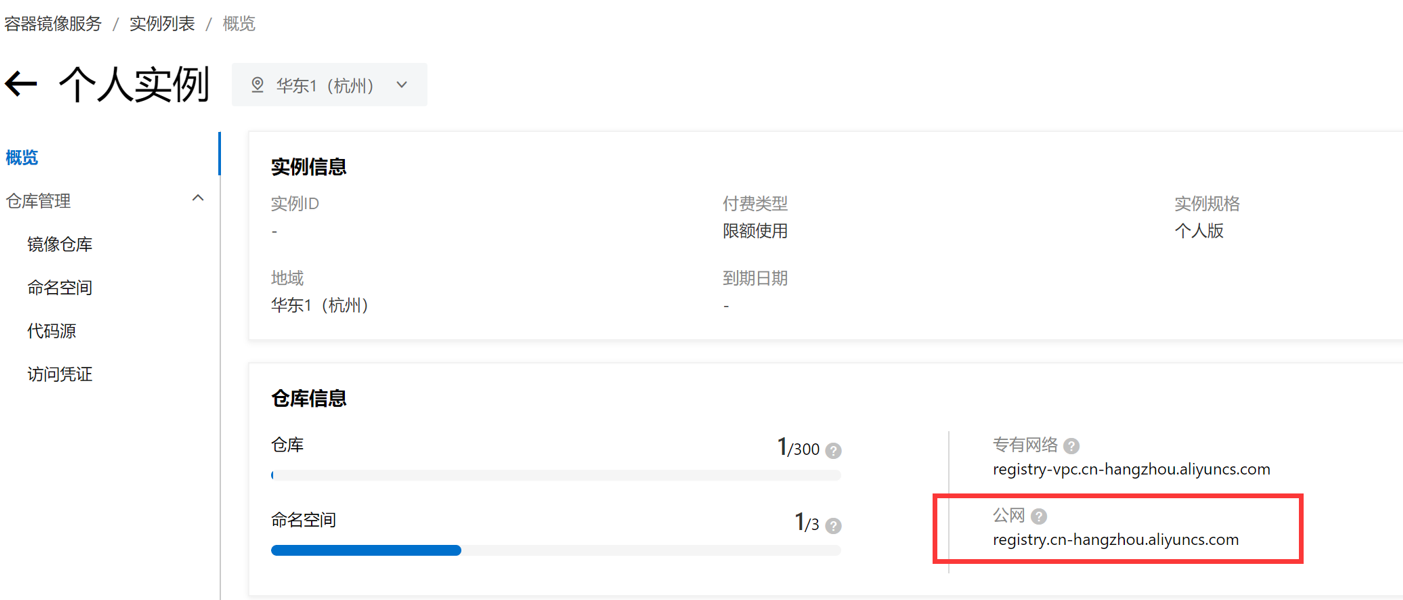 容器镜像服务 / 实例列表 / 概览
← 个人实例 华东1（杭州）
概览
仓库管理
镜像仓库
命名空间
代码源
访问凭证
实例信息
实例ID 付费类型 实例规格
- 限额使用 个人版
地域 到期日期
华东1（杭州） -
仓库信息
仓库 1/300 ?
命名空间 1/3 ?
专有网络 ?
registry-vpc.cn-hangzhou.aliyuncs.com
公网 ?
registry.cn-hangzhou.aliyuncs.com